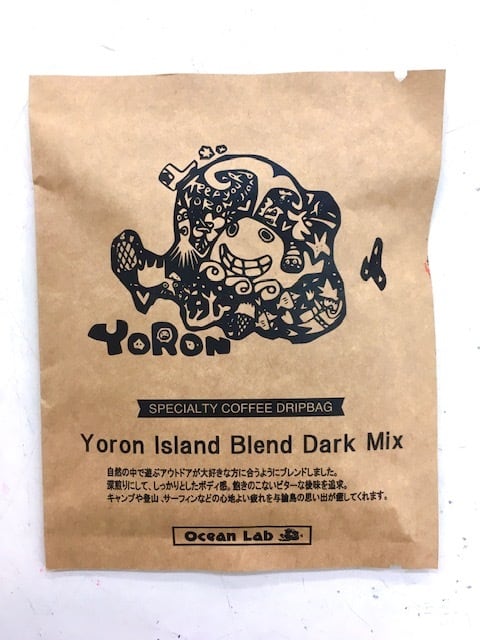 YORON
SPECIALTY COFFEE DRIPBAG
Yoron Island Blend Dark Mix
自然の中で遊ぶアウトドアが大好きな方に合うようにブレンドしました。
深煎りにして、しっかりとしたボディ感。飽きのこないビターな後味を追求。
キャンプや登山、サーフィンなどの心地よい疲れを与論島の思い出が癒してくれます。
Ocean Lab